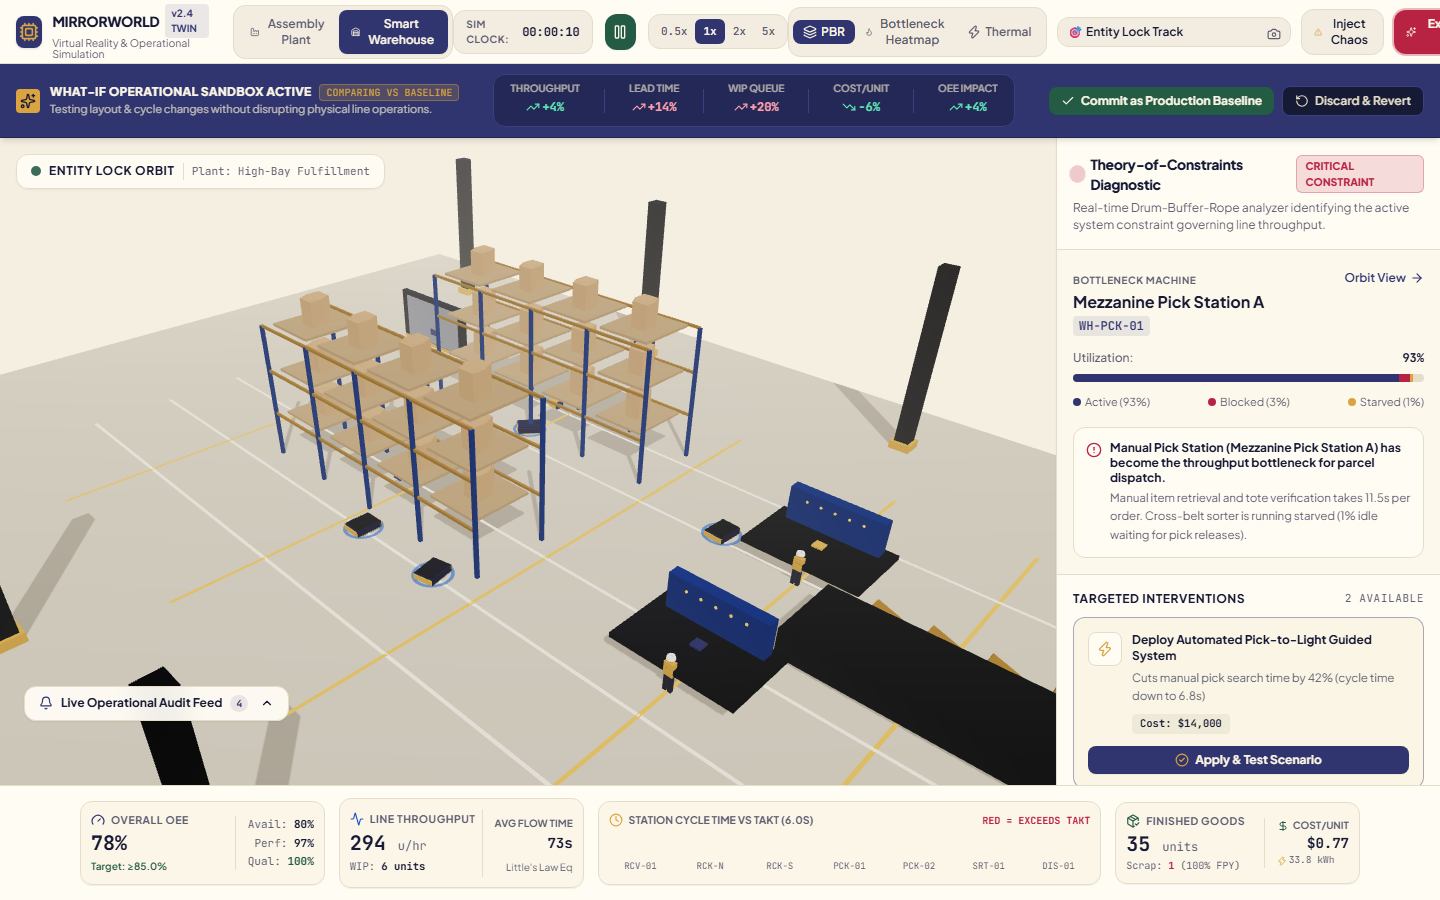 MIRRORWORLD
v2.4 TWIN
Virtual Reality & Operational Simulation
Assembly Plant
Smart Warehouse
SIM CLOCK:
00:00:10
0.5x 1x 2x 5x
PBR
Bottleneck Heatmap
Thermal
Entity Lock Track
Inject Chaos
Ex
WHAT-IF OPERATIONAL SANDBOX ACTIVE
COMPARING VS BASELINE
Testing layout & cycle changes without disrupting physical line operations.
THROUGHPUT
+4%
LEAD TIME
+14%
WIP QUEUE
+20%
COST/UNIT
-6%
OEE IMPACT
+4%
Commit as Production Baseline
Discard & Revert
ENTITY LOCK ORBIT
Plant: High-Bay Fulfillment
Live Operational Audit Feed 4
Theory-of-Constraints Diagnostic
CRITICAL CONSTRAINT
Real-time Drum-Buffer-Rope analyzer identifying the active
system constraint governing line throughput.
BOTTLENECK MACHINE
Orbit View
Mezzanine Pick Station A
WH-PCK-01
Utilization: 93%
Active (93%)
Blocked (3%)
Starved (1%)
Manual Pick Station (Mezzanine Pick Station A) has
become the throughput bottleneck for parcel
dispatch.
Manual item retrieval and tote verification takes 11.5s per
order. Cross-belt sorter is running starved (1% idle
waiting for pick releases).
TARGETED INTERVENTIONS
2 AVAILABLE
Deploy Automated Pick-to-Light Guided
System
Cuts manual pick search time by 42% (cycle time
down to 6.8s)
Cost: $14,000
Apply & Test Scenario
OVERALL OEE
78%
Target: ≥85.0%
Avail: 80%
Perf: 97%
Qual: 100%
LINE THROUGHPUT
294 u/hr
WIP: 6 units
AVG FLOW TIME
73s
Little's Law Eq
STATION CYCLE TIME VS TAKT (6.0S)
RED = EXCEEDS TAKT
RCV-01 RCK-N RCK-S PCK-01 PCK-02 SRT-01 DIS-01
FINISHED GOODS
35 units
Scrap: 1 (100% FPY)
COST/UNIT
$0.77
33.8 kWh